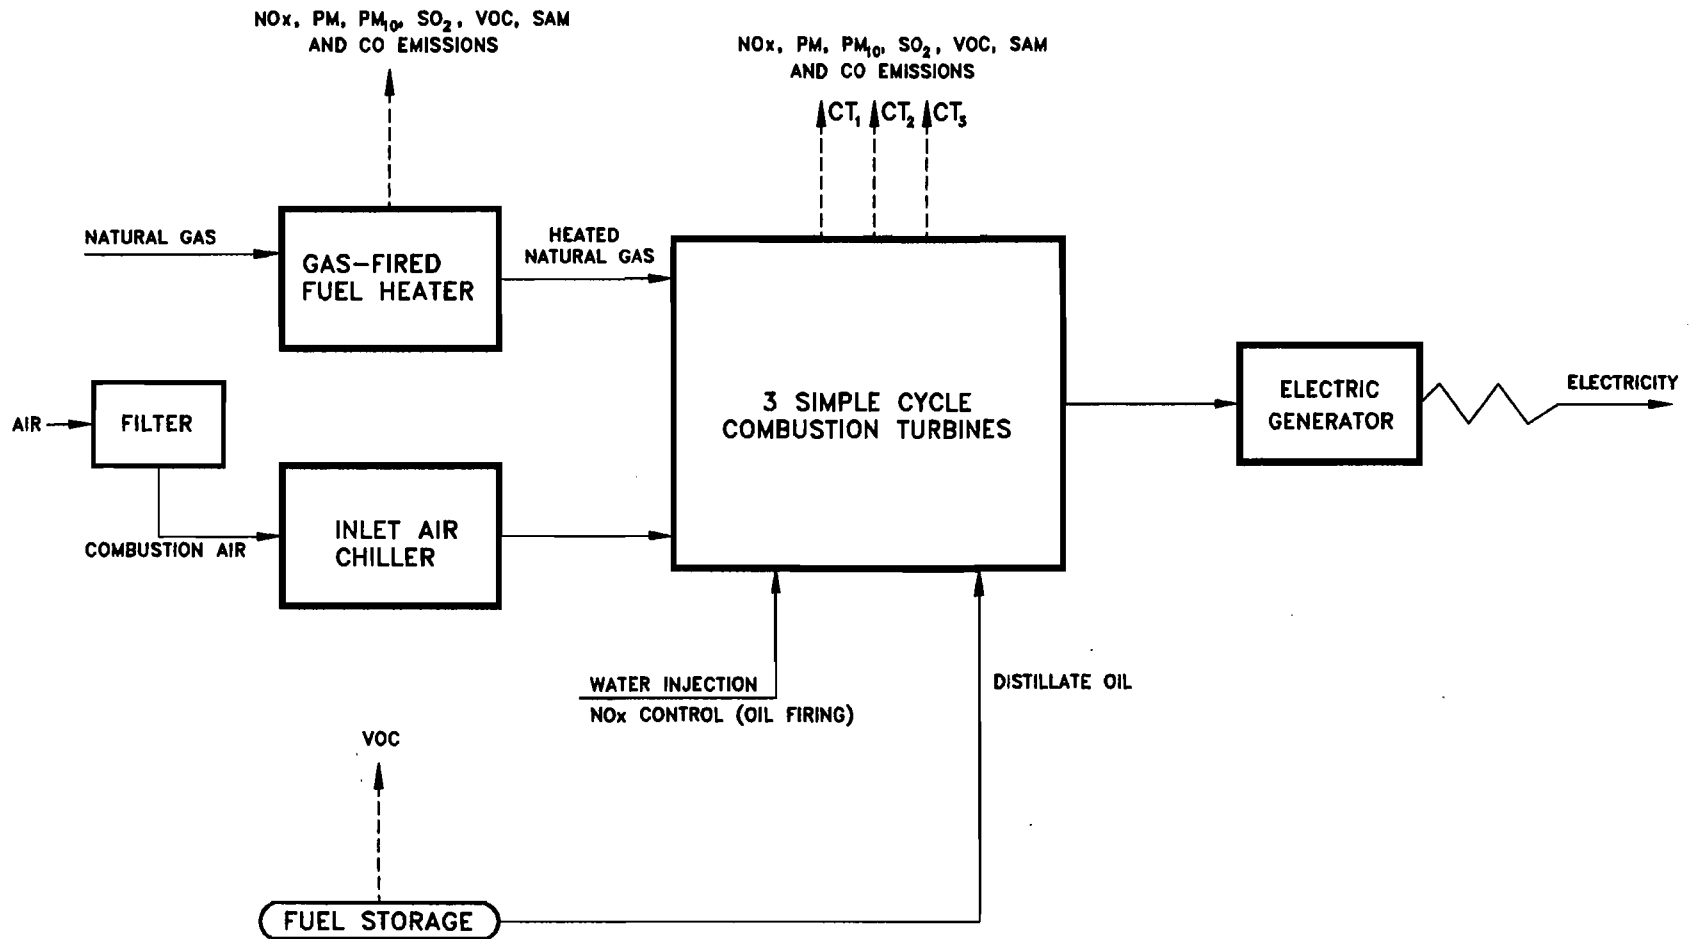 NOx, PM, PM10, SO2, VOC, SAM
AND CO EMISSIONS
NOx, PM, PM10, SO2, VOC, SAM
AND CO EMISSIONS
CT1 CT2 CT3
NATURAL GAS
GAS-FIRED
FUEL HEATER
HEATED
NATURAL GAS
AIR
FILTER
COMBUSTION AIR
INLET AIR
CHILLER
3 SIMPLE CYCLE
COMBUSTION TURBINES
ELECTRIC
GENERATOR
ELECTRICITY
WATER INJECTION
NOx CONTROL (OIL FIRING)
DISTILLATE OIL
VOC
FUEL STORAGE